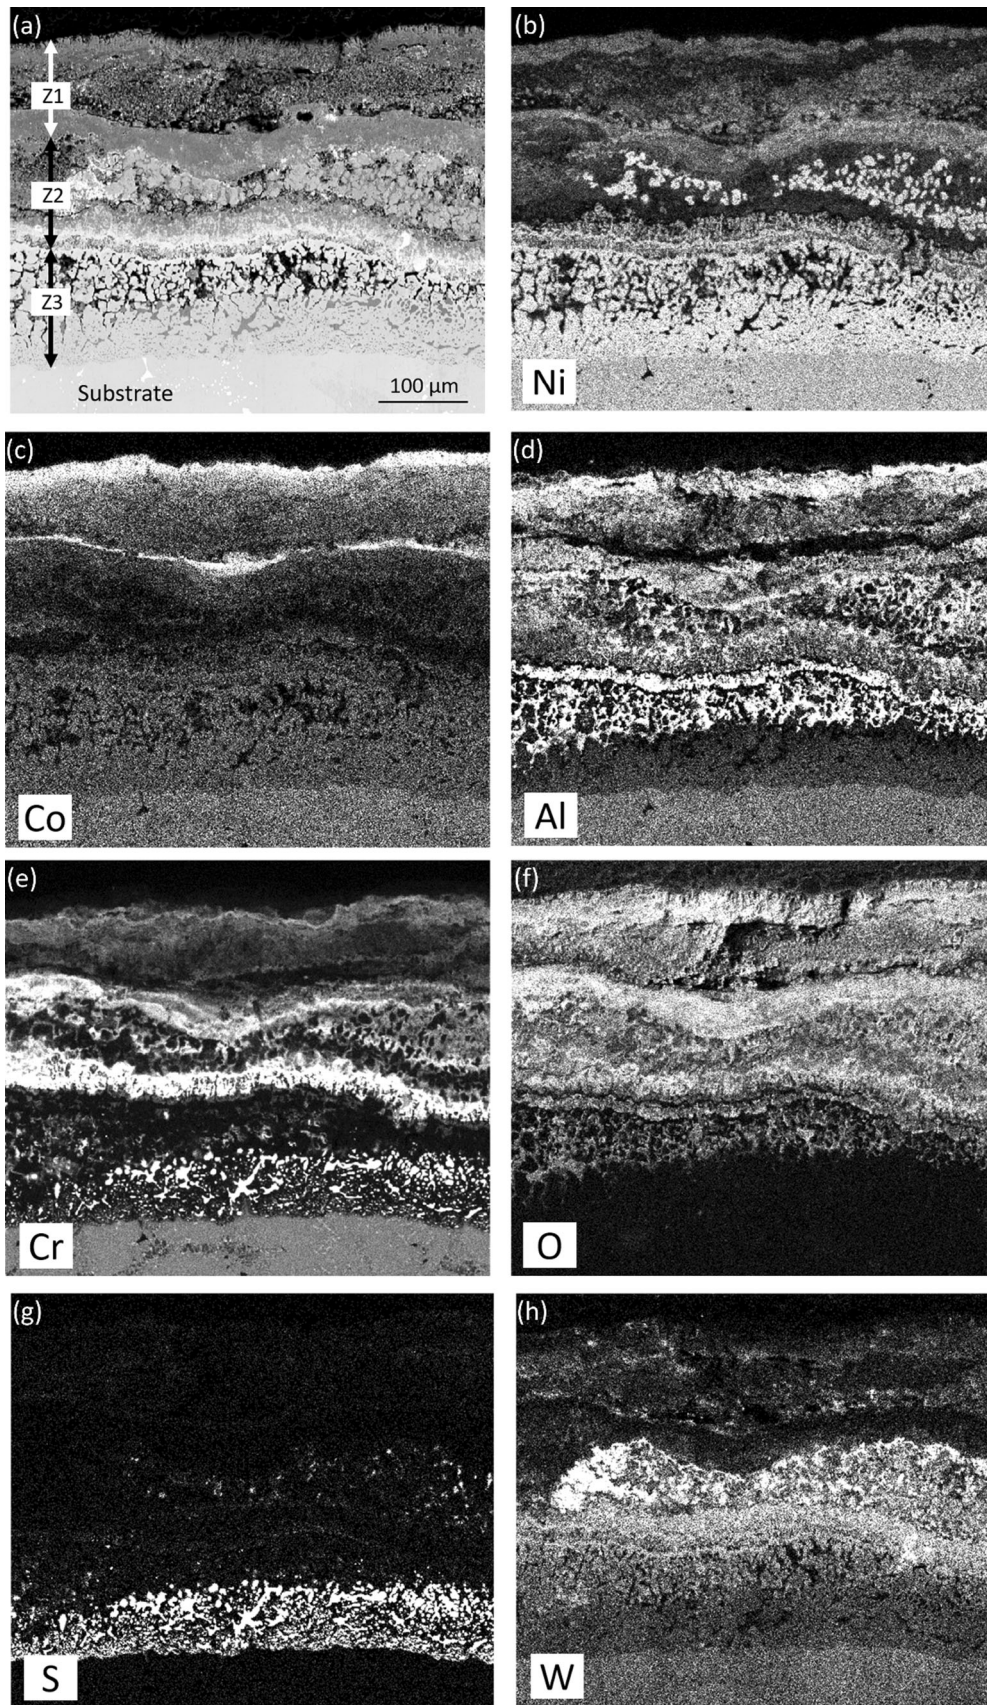 (a)
Z1
Z2
Z3
Substrate
100 µm
(b)
Ni
(c)
Co
(d)
Al
(e)
Cr
(f)
O
(g)
S
(h)
W